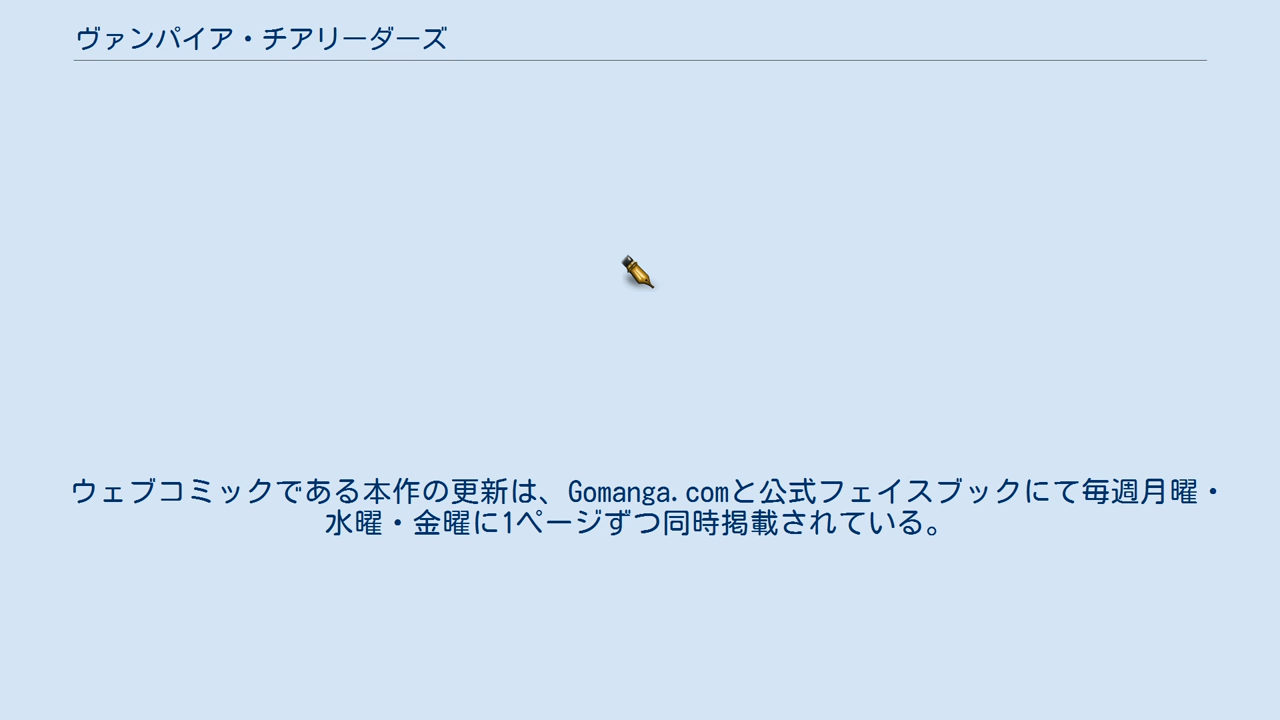 ヴァンパイア・チアリーダーズ
ウェブコミックである本作の更新は、Gomanga.comと公式フェイスブックにて毎週月曜・
水曜・金曜に1ページずつ同時掲載されている。